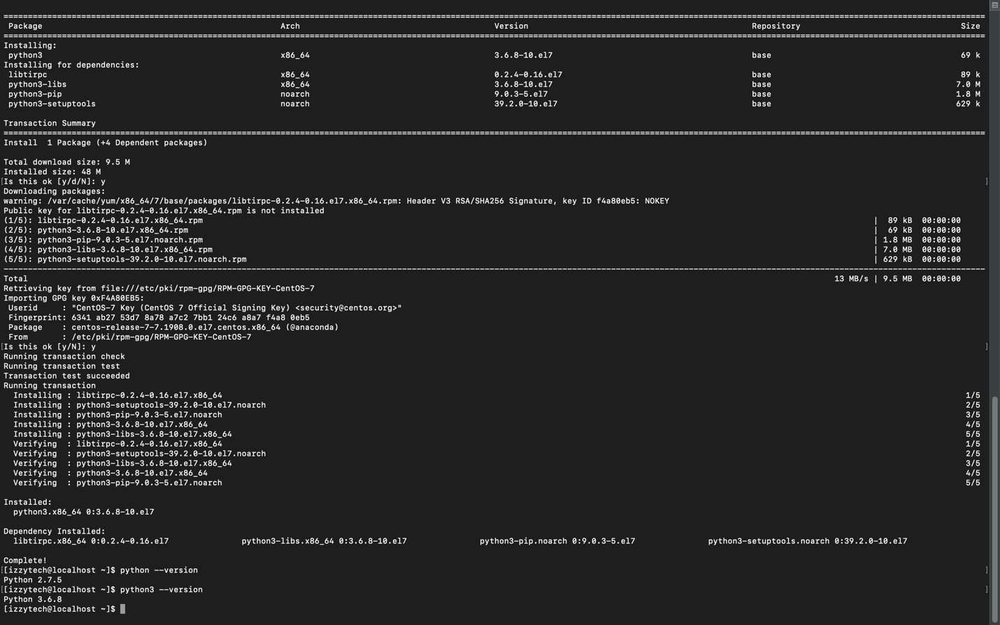 ================================================================================
Package Arch Version Repository Size
================================================================================
Installing:
python3 x86_64 3.6.8-10.el7 base 69 k
Installing for dependencies:
libtirpc x86_64 0.2.4-0.16.el7 base 89 k
python3-libs x86_64 3.6.8-10.el7 base 7.0 M
python3-pip noarch 9.0.3-5.el7 base 1.8 M
python3-setuptools noarch 39.2.0-10.el7 base 629 k
Transaction Summary
================================================================================
Install 1 Package (+4 Dependent packages)
Total download size: 9.5 M
Installed size: 48 M
[Is this ok [y/d/N]: y ]
Downloading packages:
warning: /var/cache/yum/x86_64/7/base/packages/libtirpc-0.2.4-0.16.el7.x86_64.rpm: Header V3 RSA/SHA256 Signature, key ID f4a80eb5: NOKEY
Public key for libtirpc-0.2.4-0.16.el7.x86_64.rpm is not installed
(1/5): libtirpc-0.2.4-0.16.el7.x86_64.rpm | 89 kB 00:00:00
(2/5): python3-3.6.8-10.el7.x86_64.rpm | 69 kB 00:00:00
(3/5): python3-pip-9.0.3-5.el7.noarch.rpm | 1.8 MB 00:00:00
(4/5): python3-libs-3.6.8-10.el7.x86_64.rpm | 7.0 MB 00:00:00
(5/5): python3-setuptools-39.2.0-10.el7.noarch.rpm | 629 kB 00:00:00
--------------------------------------------------------------------------------
Total 13 MB/s | 9.5 MB 00:00:00
Retrieving key from file:///etc/pki/rpm-gpg/RPM-GPG-KEY-CentOS-7
Importing GPG key 0xF4A80EB5:
Userid : "CentOS-7 Key (CentOS 7 Official Signing Key) <security@centos.org>"
Fingerprint: 6341 ab27 53d7 8a78 a7c2 7bb1 24c6 a8a7 f4a8 0eb5
Package : centos-release-7-7.1908.0.el7.centos.x86_64 (@anaconda)
From : /etc/pki/rpm-gpg/RPM-GPG-KEY-CentOS-7
[Is this ok [y/N]: y ]
Running transaction check
Running transaction test
Transaction test succeeded
Running transaction
Installing : libtirpc-0.2.4-0.16.el7.x86_64 1/5
Installing : python3-setuptools-39.2.0-10.el7.noarch 2/5
Installing : python3-pip-9.0.3-5.el7.noarch 3/5
Installing : python3-3.6.8-10.el7.x86_64 4/5
Installing : python3-libs-3.6.8-10.el7.x86_64 5/5
Verifying : libtirpc-0.2.4-0.16.el7.x86_64 1/5
Verifying : python3-setuptools-39.2.0-10.el7.noarch 2/5
Verifying : python3-libs-3.6.8-10.el7.x86_64 3/5
Verifying : python3-3.6.8-10.el7.x86_64 4/5
Verifying : python3-pip-9.0.3-5.el7.noarch 5/5
Installed:
python3.x86_64 0:3.6.8-10.el7
Dependency Installed:
libtirpc.x86_64 0:0.2.4-0.16.el7 python3-libs.x86_64 0:3.6.8-10.el7 python3-pip.noarch 0:9.0.3-5.el7 python3-setuptools.noarch 0:39.2.0-10.el7
Complete!
[[izzytech@localhost ~]$ python --version ]
Python 2.7.5
[[izzytech@localhost ~]$ python3 --version ]
Python 3.6.8
[izzytech@localhost ~]$